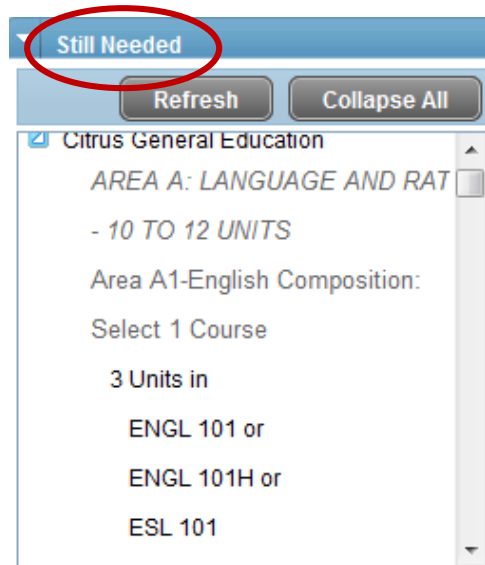 Still Needed
Refresh Collapse All
Citrus General Education
AREA A: LANGUAGE AND RAT
- 10 TO 12 UNITS
Area A1-English Composition:
Select 1 Course
3 Units in
ENGL 101 or
ENGL 101H or
ESL 101